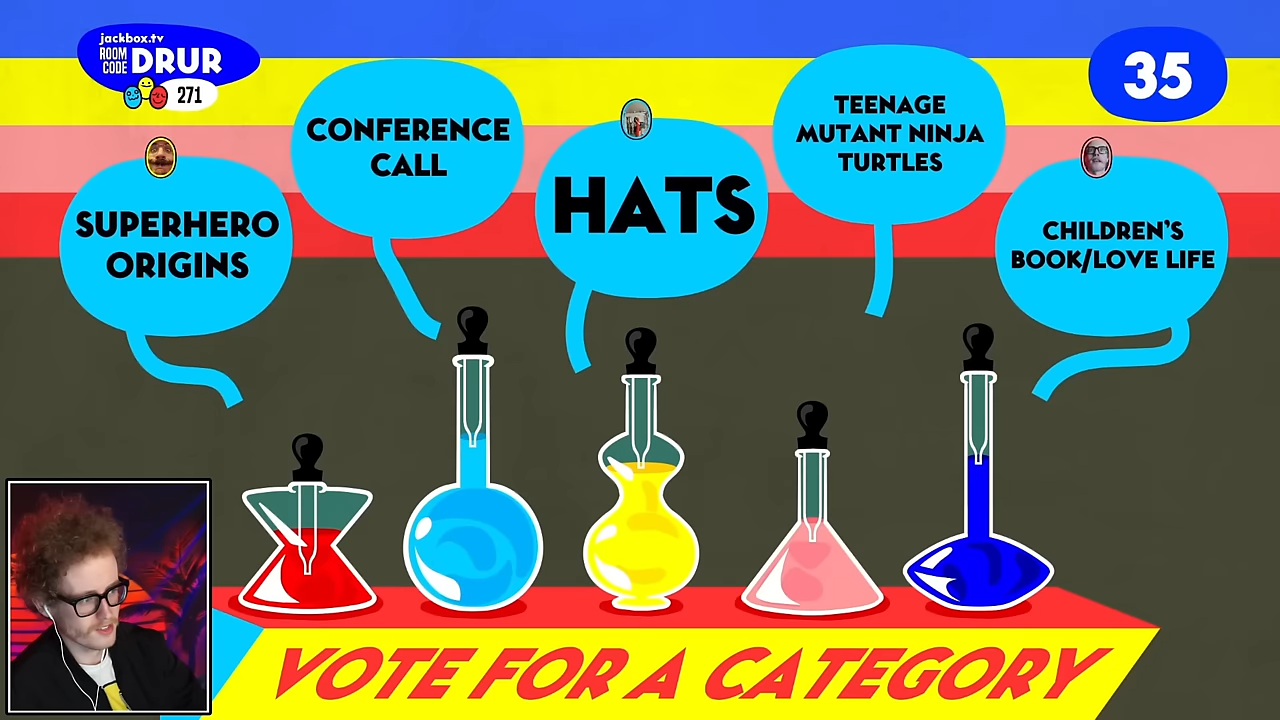 jackbox.tv
ROOM
CODE
DRUR
271
35
SUPERHERO
ORIGINS
CONFERENCE
CALL
HATS
TEENAGE
MUTANT NINJA
TURTLES
CHILDREN'S
BOOK/LOVE LIFE
VOTE FOR A CATEGORY